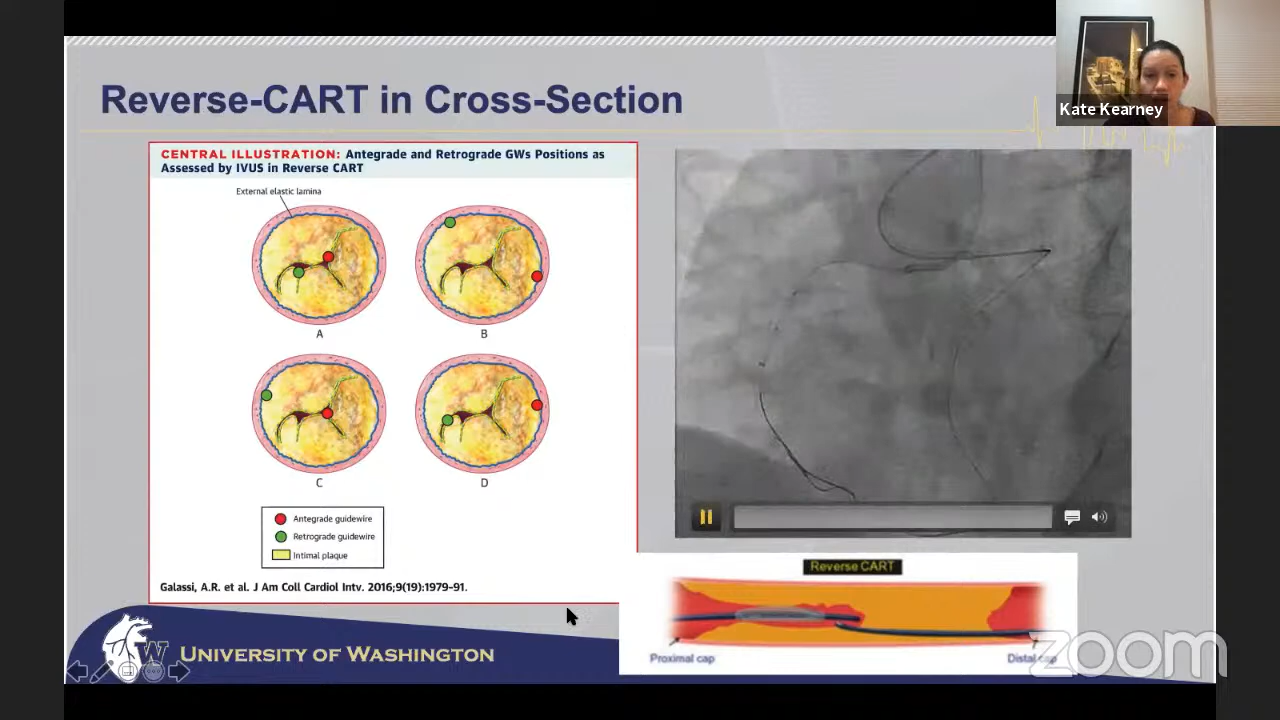 Kate Kearney
Reverse-CART in Cross-Section
CENTRAL ILLUSTRATION: Antegrade and Retrograde GWs Positions as
Assessed by IVUS in Reverse CART
External elastic lamina
A
B
C
D
Antegrade guidewire
Retrograde guidewire
Intimal plaque
Galassi, A.R. et al. J Am Coll Cardiol Intv. 2016;9(19):1979-91.
Reverse CART
Proximal cap
Distal cap
W UNIVERSITY OF WASHINGTON
zoom